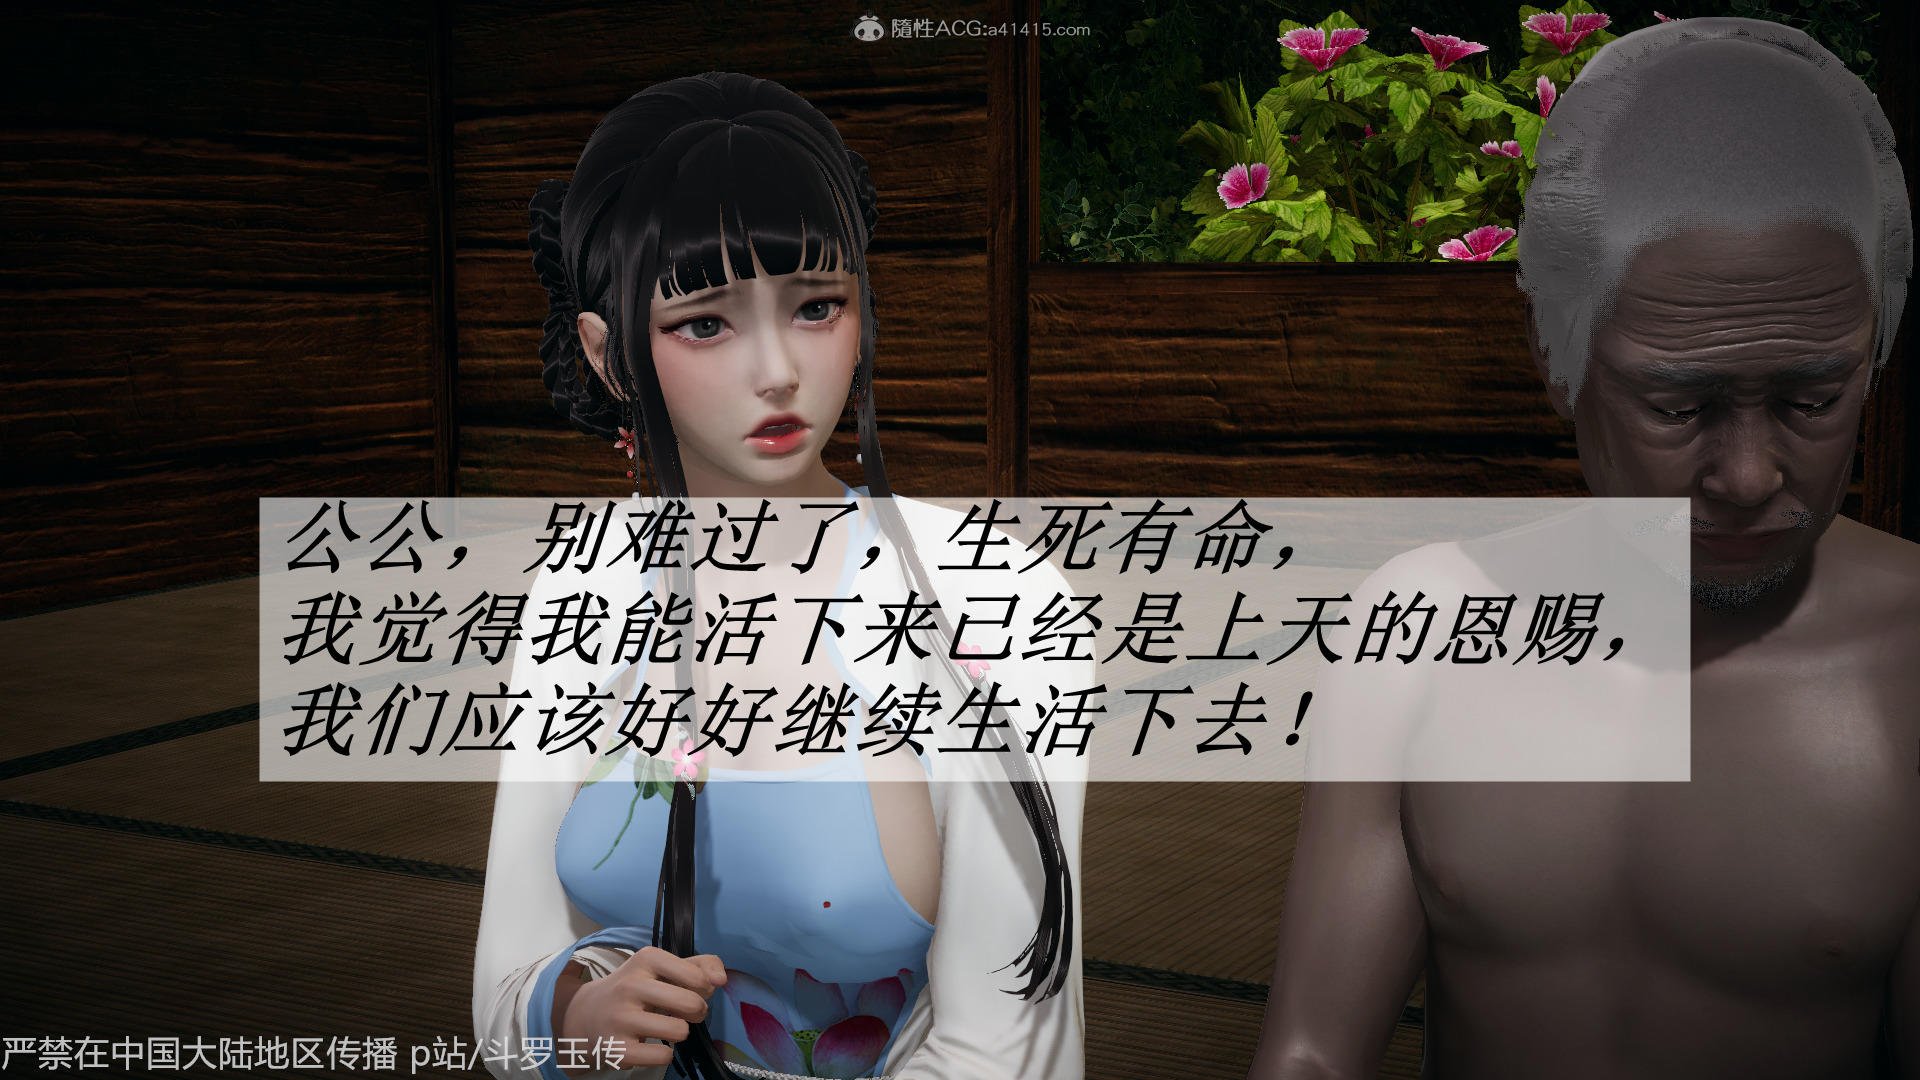 隨性ACG:a41415.com
公公，别难过了，生死有命，
我觉得我能活下来已经是上天的恩赐，
我们应该好好继续生活下去！
严禁在中国大陆地区传播 p站/斗罗玉传